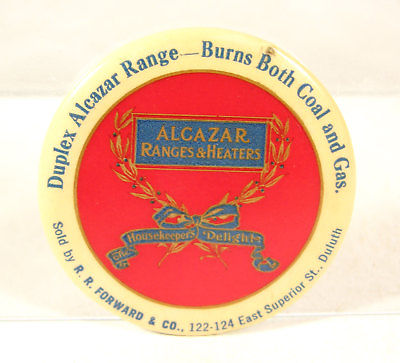 Duplex Alcazar Range—Burns Both Coal and Gas.
ALCAZAR
RANGES & HEATERS
The Housekeepers Delight
Sold by R. R. FORWARD & CO., 122-124 East Superior St., Duluth